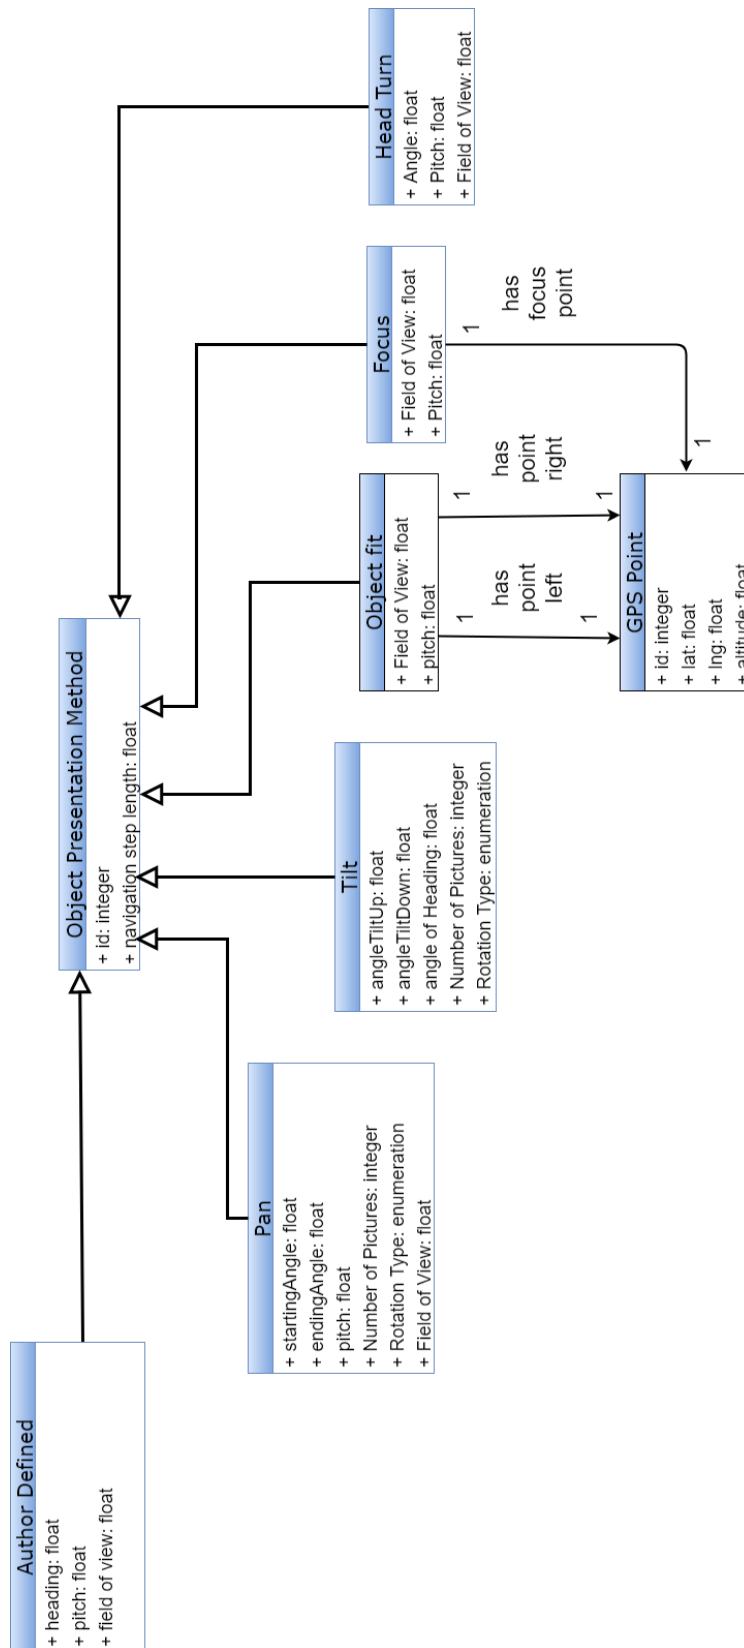 Author Defined
+ heading: float
+ pitch: float
+ field of view: float
Object Presentation Method
+ id: integer
+ navigation step length: float
Pan
+ startingAngle: float
+ endingAngle: float
+ pitch: float
+ Number of Pictures: integer
+ Rotation Type: enumeration
+ Field of View: float
Tilt
+ angleTiltUp: float
+ angleTiltDown: float
+ angle of Heading: float
+ Number of Pictures: integer
+ Rotation Type: enumeration
Object fit
+ Field of View: float
+ pitch: float
Focus
+ Field of View: float
+ Pitch: float
Head Turn
+ Angle: float
+ Pitch: float
+ Field of View: float
1
has
point
left
1
1
has
point
right
1
1
has
focus
point
1
GPS Point
+ id: integer
+ lat: float
+ lng: float
+ altitude: float